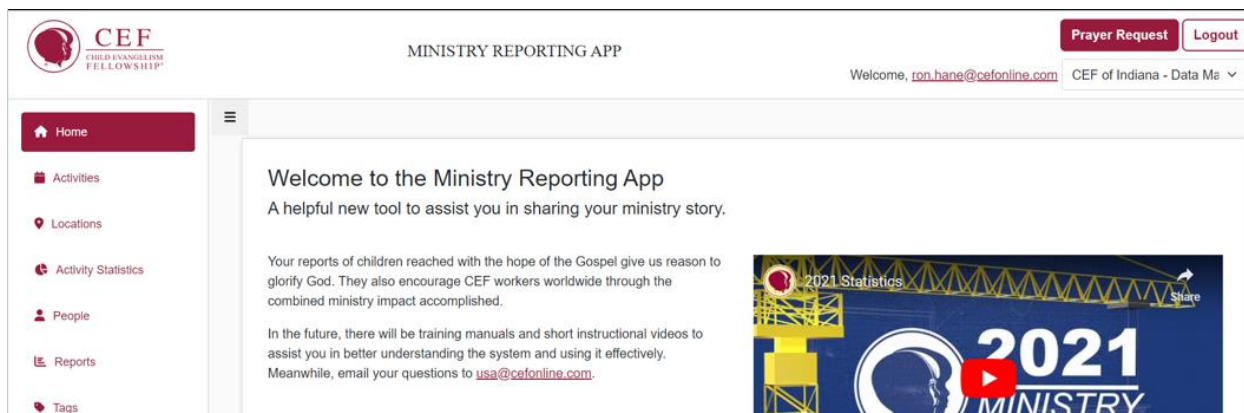 CEF
CHILD EVANGELISM
FELLOWSHIP®
MINISTRY REPORTING APP
Prayer Request
Logout
Welcome, ron.hane@cefonline.com
CEF of Indiana - Data Ma
Home
Activities
Locations
Activity Statistics
People
Reports
Tags
Welcome to the Ministry Reporting App
A helpful new tool to assist you in sharing your ministry story.
Your reports of children reached with the hope of the Gospel give us reason to
glorify God. They also encourage CEF workers worldwide through the
combined ministry impact accomplished.
In the future, there will be training manuals and short instructional videos to
assist you in better understanding the system and using it effectively.
Meanwhile, email your questions to usa@cefonline.com.
2021 Statistics
Share
2021
MINISTRY